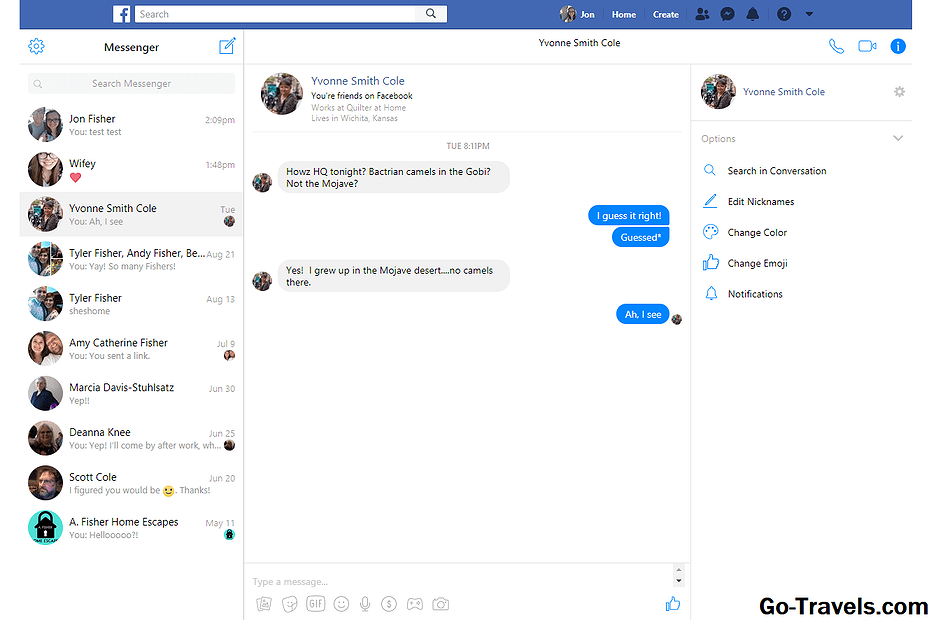 f
Search
Jon
Home
Create
Messenger
Yvonne Smith Cole
Search Messenger
Jon Fisher
2:09pm
You: test test
Wifey
1:48pm
Yvonne Smith Cole
Tue
You: Ah, I see
Tyler Fisher, Andy Fisher, Be...
Aug 21
You: Yay! So many Fishers!
Tyler Fisher
Aug 13
sheshome
Amy Catherine Fisher
Jul 9
You: You sent a link.
Marcia Davis-Stuhlsatz
Jun 30
Yep!!
Deanna Knee
Jun 25
You: Yep! I'll come by after work, wh...
Scott Cole
Jun 20
I figured you would be 😉. Thanks!
A. Fisher Home Escapes
May 11
You: Hellooooo?!
Yvonne Smith Cole
You're friends on Facebook
Works at Quilter at Home
Lives in Wichita, Kansas
TUE 8:11PM
Howz HQ tonight? Bactrian camels in the Gobi?
Not the Mojave?
I guess it right!
Guessed*
Yes!  I grew up in the Mojave desert....no camels
there.
Ah, I see
Type a message...
GIF
Yvonne Smith Cole
Options
Search in Conversation
Edit Nicknames
Change Color
Change Emoji
Notifications
Go-Travels.com